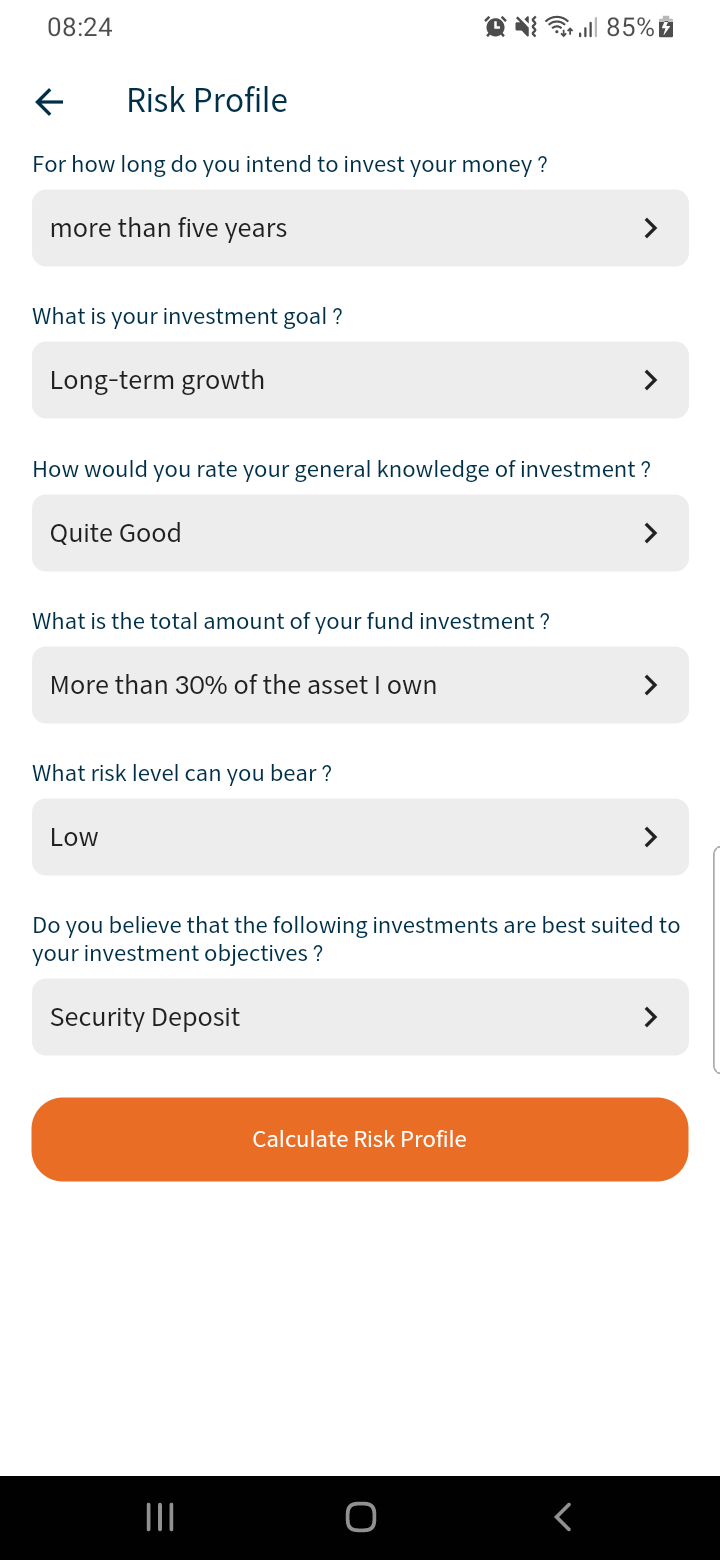 08:24
85%
Risk Profile
For how long do you intend to invest your money ?
more than five years
What is your investment goal ?
Long-term growth
How would you rate your general knowledge of investment ?
Quite Good
What is the total amount of your fund investment ?
More than 30% of the asset I own
What risk level can you bear ?
Low
Do you believe that the following investments are best suited to
your investment objectives ?
Security Deposit
Calculate Risk Profile